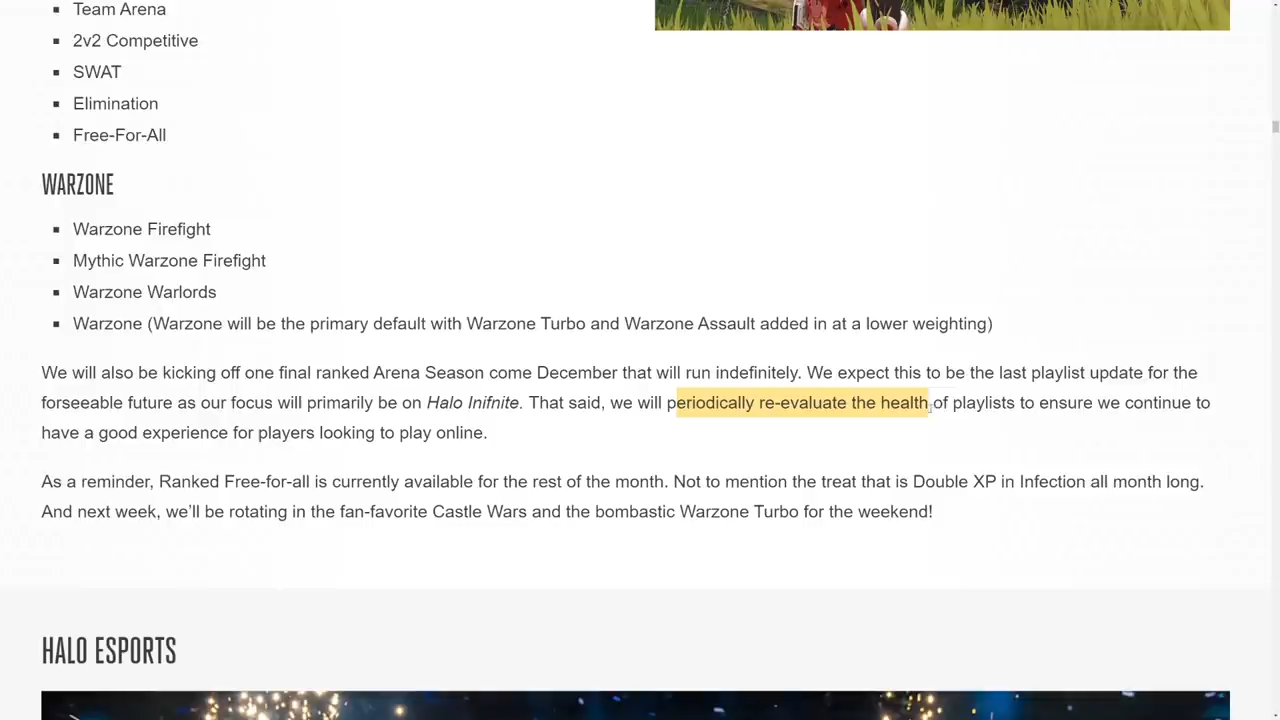 Team Arena
2v2 Competitive
SWAT
Elimination
Free-For-All
WARZONE
Warzone Firefight
Mythic Warzone Firefight
Warzone Warlords
Warzone (Warzone will be the primary default with Warzone Turbo and Warzone Assault added in at a lower weighting)
We will also be kicking off one final ranked Arena Season come December that will run indefinitely. We expect this to be the last playlist update for the
forseeable future as our focus will primarily be on Halo Inifnite. That said, we will periodically re-evaluate the health of playlists to ensure we continue to
have a good experience for players looking to play online.
As a reminder, Ranked Free-for-all is currently available for the rest of the month. Not to mention the treat that is Double XP in Infection all month long.
And next week, we'll be rotating in the fan-favorite Castle Wars and the bombastic Warzone Turbo for the weekend!
HALO ESPORTS